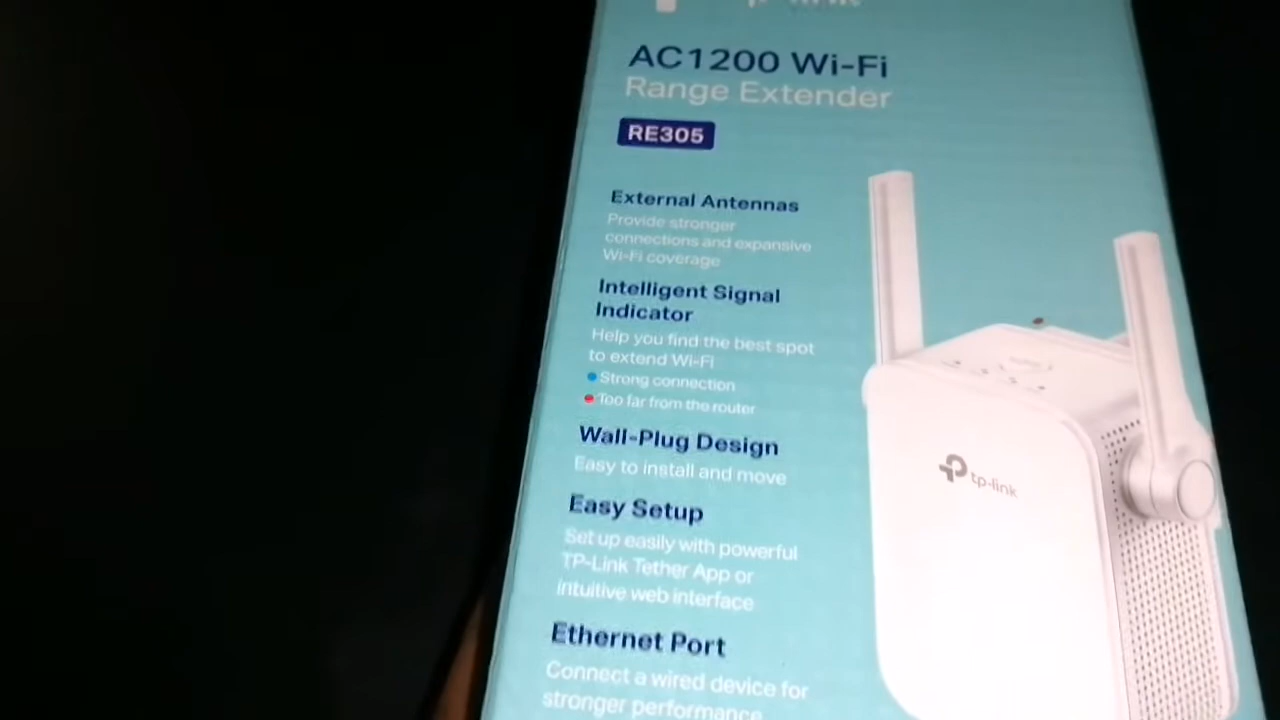 AC1200 Wi-Fi
Range Extender
RE305
External Antennas
Provide stronger
connections and expansive
Wi-Fi coverage
Intelligent Signal
Indicator
Help you find the best spot
to extend Wi-Fi
Strong connection
Too far from the router
Wall-Plug Design
Easy to install and move
Easy Setup
Set up easily with powerful
TP-Link Tether App or
intuitive web interface
Ethernet Port
Connect a wired device for
stronger performance
tp-link